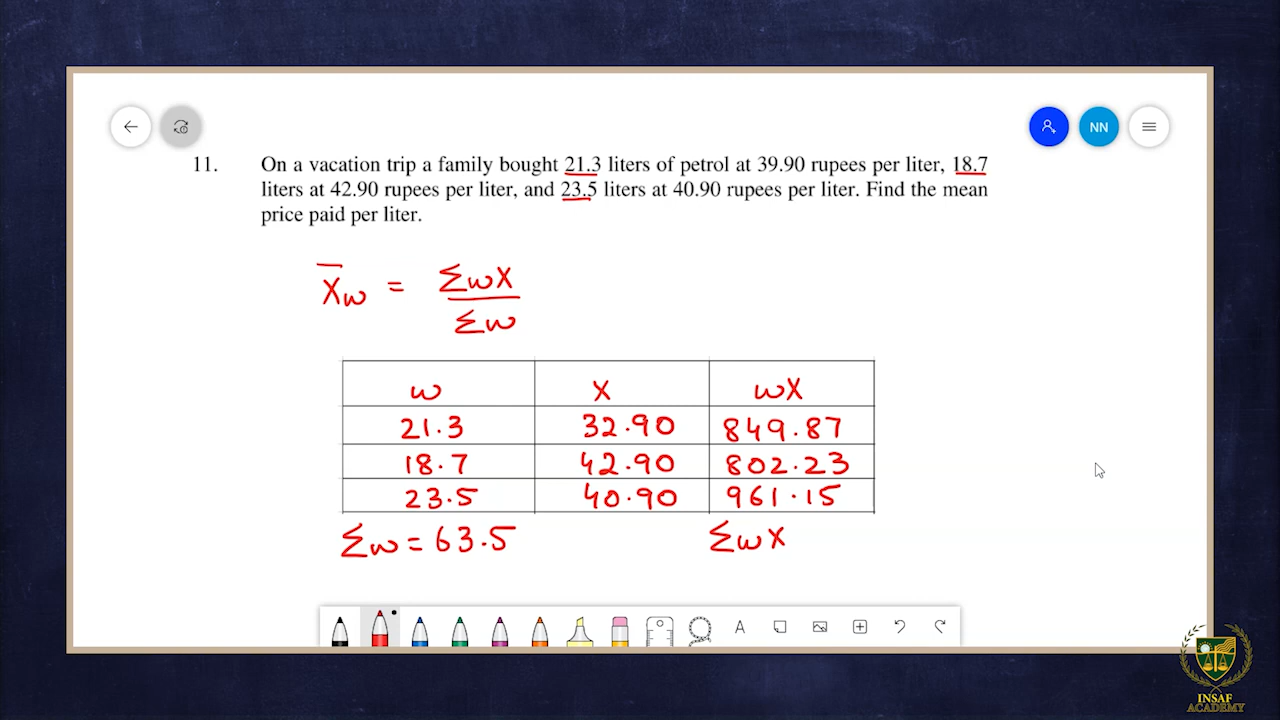 NN
11. On a vacation trip a family bought 21.3 liters of petrol at 39.90 rupees per liter, 18.7
liters at 42.90 rupees per liter, and 23.5 liters at 40.90 rupees per liter. Find the mean
price paid per liter.
x̄w = ΣwX
Σw
w X wX
21.3 32.90 849.87
18.7 42.90 802.23
23.5 40.90 961.15
Σw = 63.5 ΣwX
A
INSAF
ACADEMY